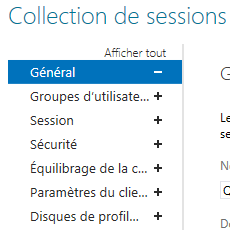 Collection de sessions
Afficher tout
Général −
Groupes d'utilisate... +
Session +
Sécurité +
Équilibrage de la c... +
Paramètres du clie... +
Disques de profil... +